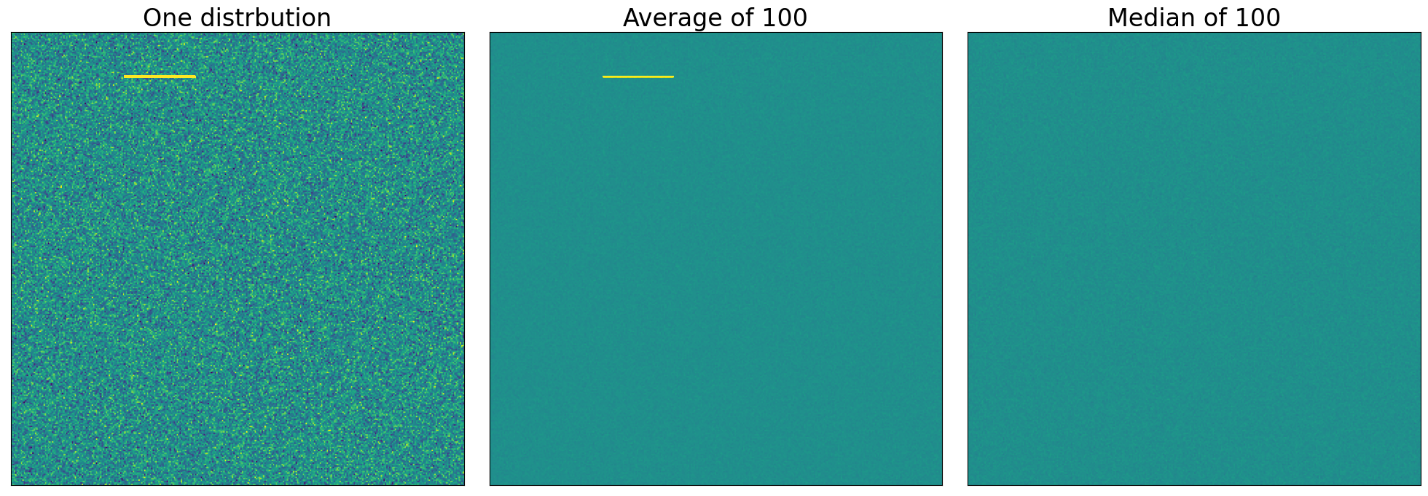 One distrbution
Average of 100
Median of 100